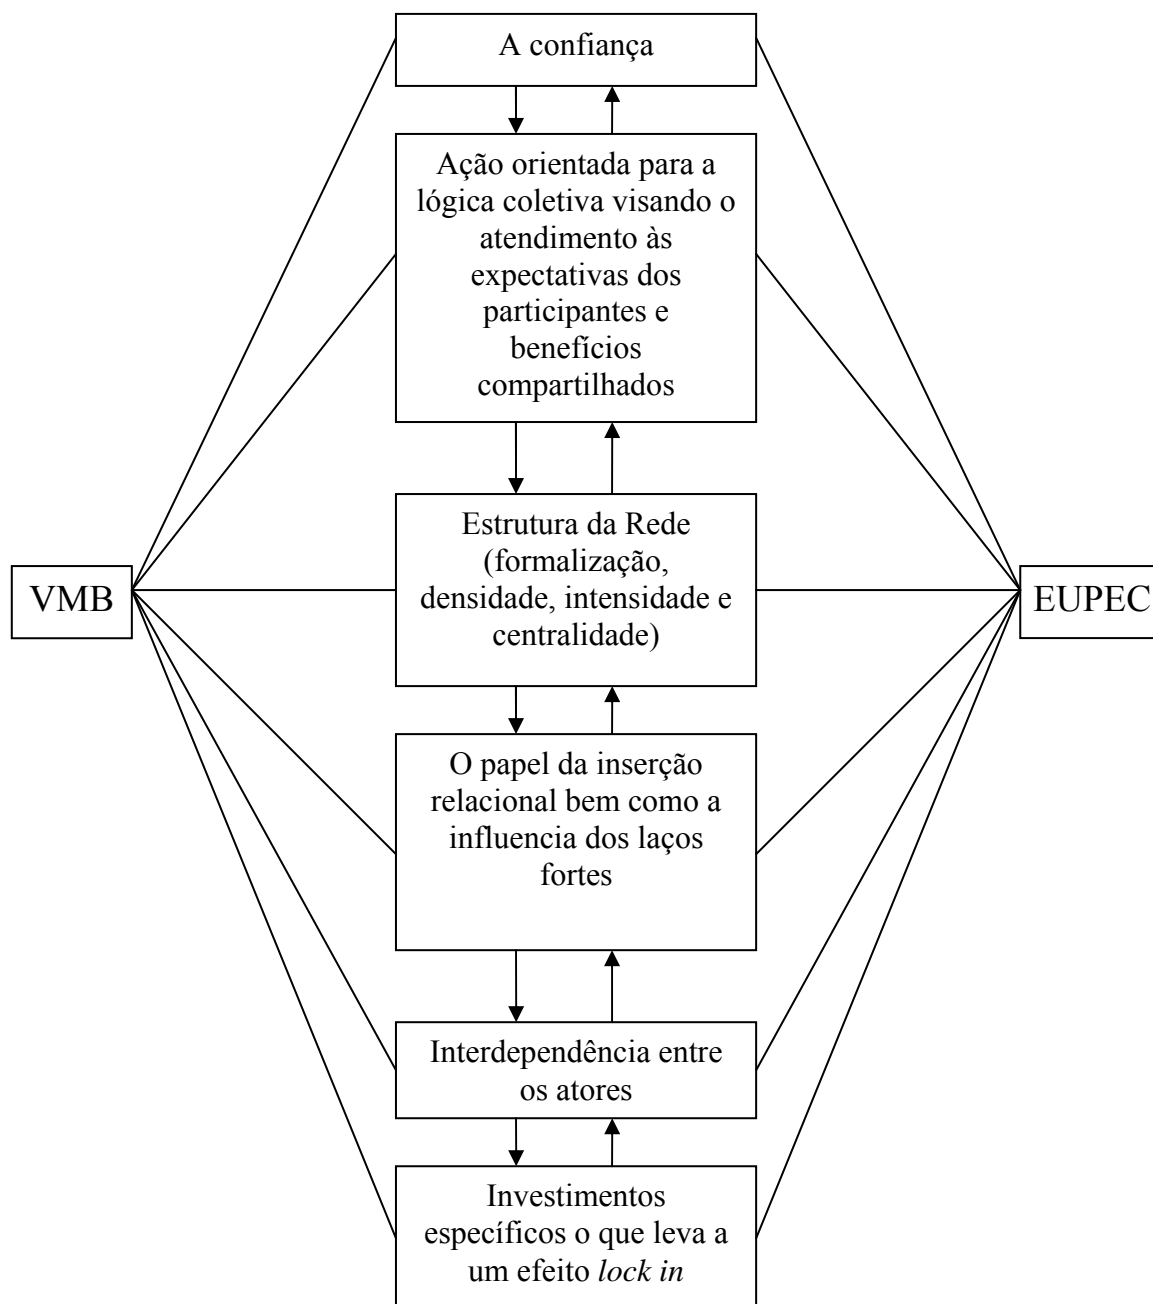 A confiança
Ação orientada para a
lógica coletiva visando o
atendimento às
expectativas dos
participantes e
benefícios
compartilhados
Estrutura da Rede
(formalização,
densidade, intensidade e
centralidade)
VMB
EUPEC
O papel da inserção
relacional bem como a
influencia dos laços
fortes
Interdependência entre
os atores
Investimentos
específicos o que leva a
um efeito lock in